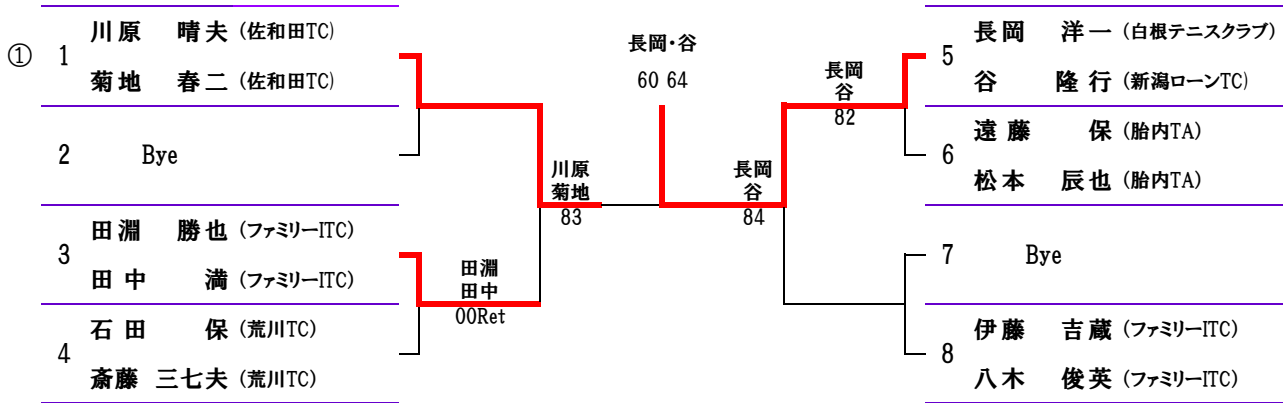 ① 1 川原 晴夫 (佐和田TC)
菊地 春二 (佐和田TC)
2 Bye
3 田淵 勝也 (ファミリーITC)
田中 満 (ファミリーITC)
4 石田 保 (荒川TC)
斎藤 三七夫 (荒川TC)
田淵
田中
00Ret
川原
菊地
83
長岡・谷
60 64
長岡
谷
84
長岡
谷
82
5 長岡 洋一 (白根テニスクラブ)
谷 隆行 (新潟ローンTC)
6 遠藤 保 (胎内TA)
松本 辰也 (胎内TA)
7 Bye
8 伊藤 吉蔵 (ファミリーITC)
八木 俊英 (ファミリーITC)